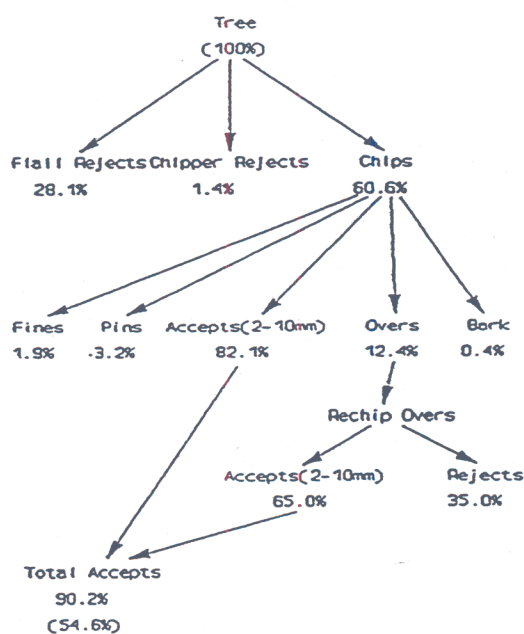 Tree
(100%)
Flail Rejects Chipper Rejects Chips
28.1% 1.4% 60.6%
Fines Pins Accepts(2-10mm) Overs Bark
1.9% 3.2% 82.1% 12.4% 0.4%
Rechip Overs
Accepts(2-10mm) Rejects
65.0% 35.0%
Total Accepts
90.2%
(54.6%)